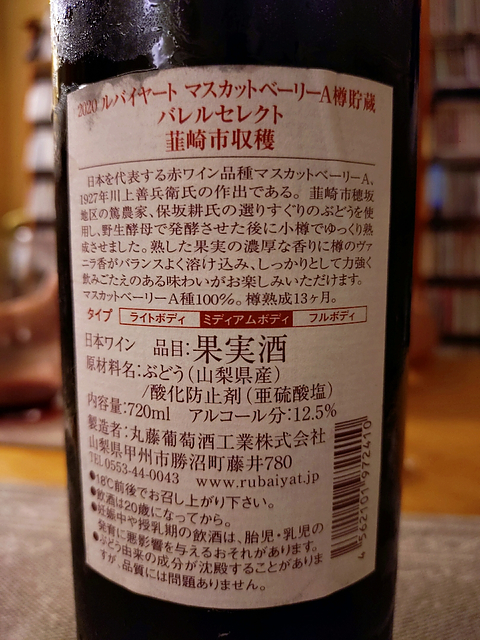 2020 ルバイヤート マスカットベーリーA樽貯蔵
バレルセレクト
韮崎市収穫
日本を代表する赤ワイン品種マスカットベーリーA、
1927年川上善兵衛氏の作出である。韮崎市穂坂
地区の篤農家、保坂耕氏の選りすぐりのぶどうを使
用し、野生酵母で発酵させた後に小樽でゆっくり熟
成させました。熟した果実の濃厚な香りに樽のヴァ
ニラ香がバランスよく溶け込み、しっかりとして力強く
飲みごたえのある味わいがお楽しみいただけます。
マスカットベーリーA種100%。樽熟成13ヶ月。
タイプ ライトボディ ミディアムボディ フルボディ
日本ワイン 品目:果実酒
原材料名:ぶどう(山梨県産)
/酸化防止剤(亜硫酸塩)
内容量:720ml アルコール分:12.5%
製造者:丸藤葡萄酒工業株式会社
山梨県甲州市勝沼町藤井780
TEL0553-44-0043 www.rubaiyat.jp
●18℃前後でお召し上がり下さい。
●飲酒は20歳になってから。
●妊娠中や授乳期の飲酒は、胎児・乳児の
発育に悪影響を与えるおそれがあります。
●ぶどう由来の成分が沈殿することがありま
すが、品質には問題ありません。
4 562101 972410